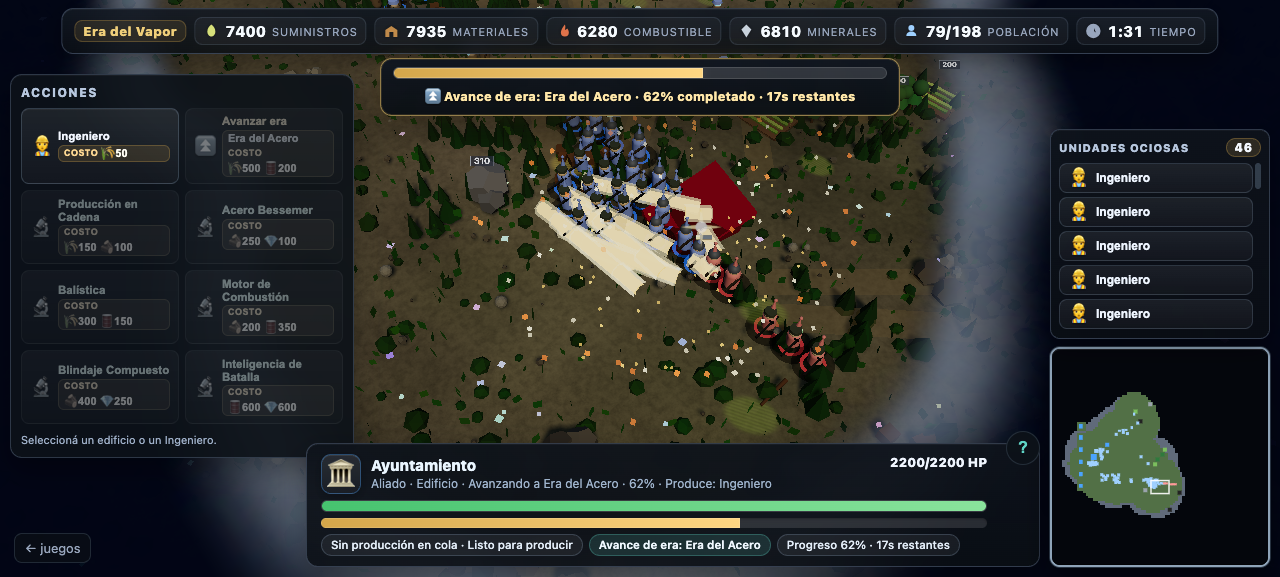 Era del Vapor
7400 SUMINISTROS
7935 MATERIALES
6280 COMBUSTIBLE
6810 MINERALES
79/198 POBLACIÓN
1:31 TIEMPO
Avance de era: Era del Acero · 62% completado · 17s restantes
200
310
ACCIONES
Ingeniero
COSTO 50
Avanzar era
Era del Acero
COSTO
500 200
Producción en
Cadena
COSTO
150 100
Acero Bessemer
COSTO
250 100
Balística
COSTO
300 150
Motor de
Combustión
COSTO
200 350
Blindaje Compuesto
COSTO
400 250
Inteligencia de
Batalla
COSTO
600 600
Seleccioná un edificio o un Ingeniero.
UNIDADES OCIOSAS 46
Ingeniero
Ingeniero
Ingeniero
Ingeniero
Ingeniero
?
Ayuntamiento
2200/2200 HP
Aliado · Edificio · Avanzando a Era del Acero · 62% · Produce: Ingeniero
Sin producción en cola · Listo para producir
Avance de era: Era del Acero
Progreso 62% · 17s restantes
← juegos